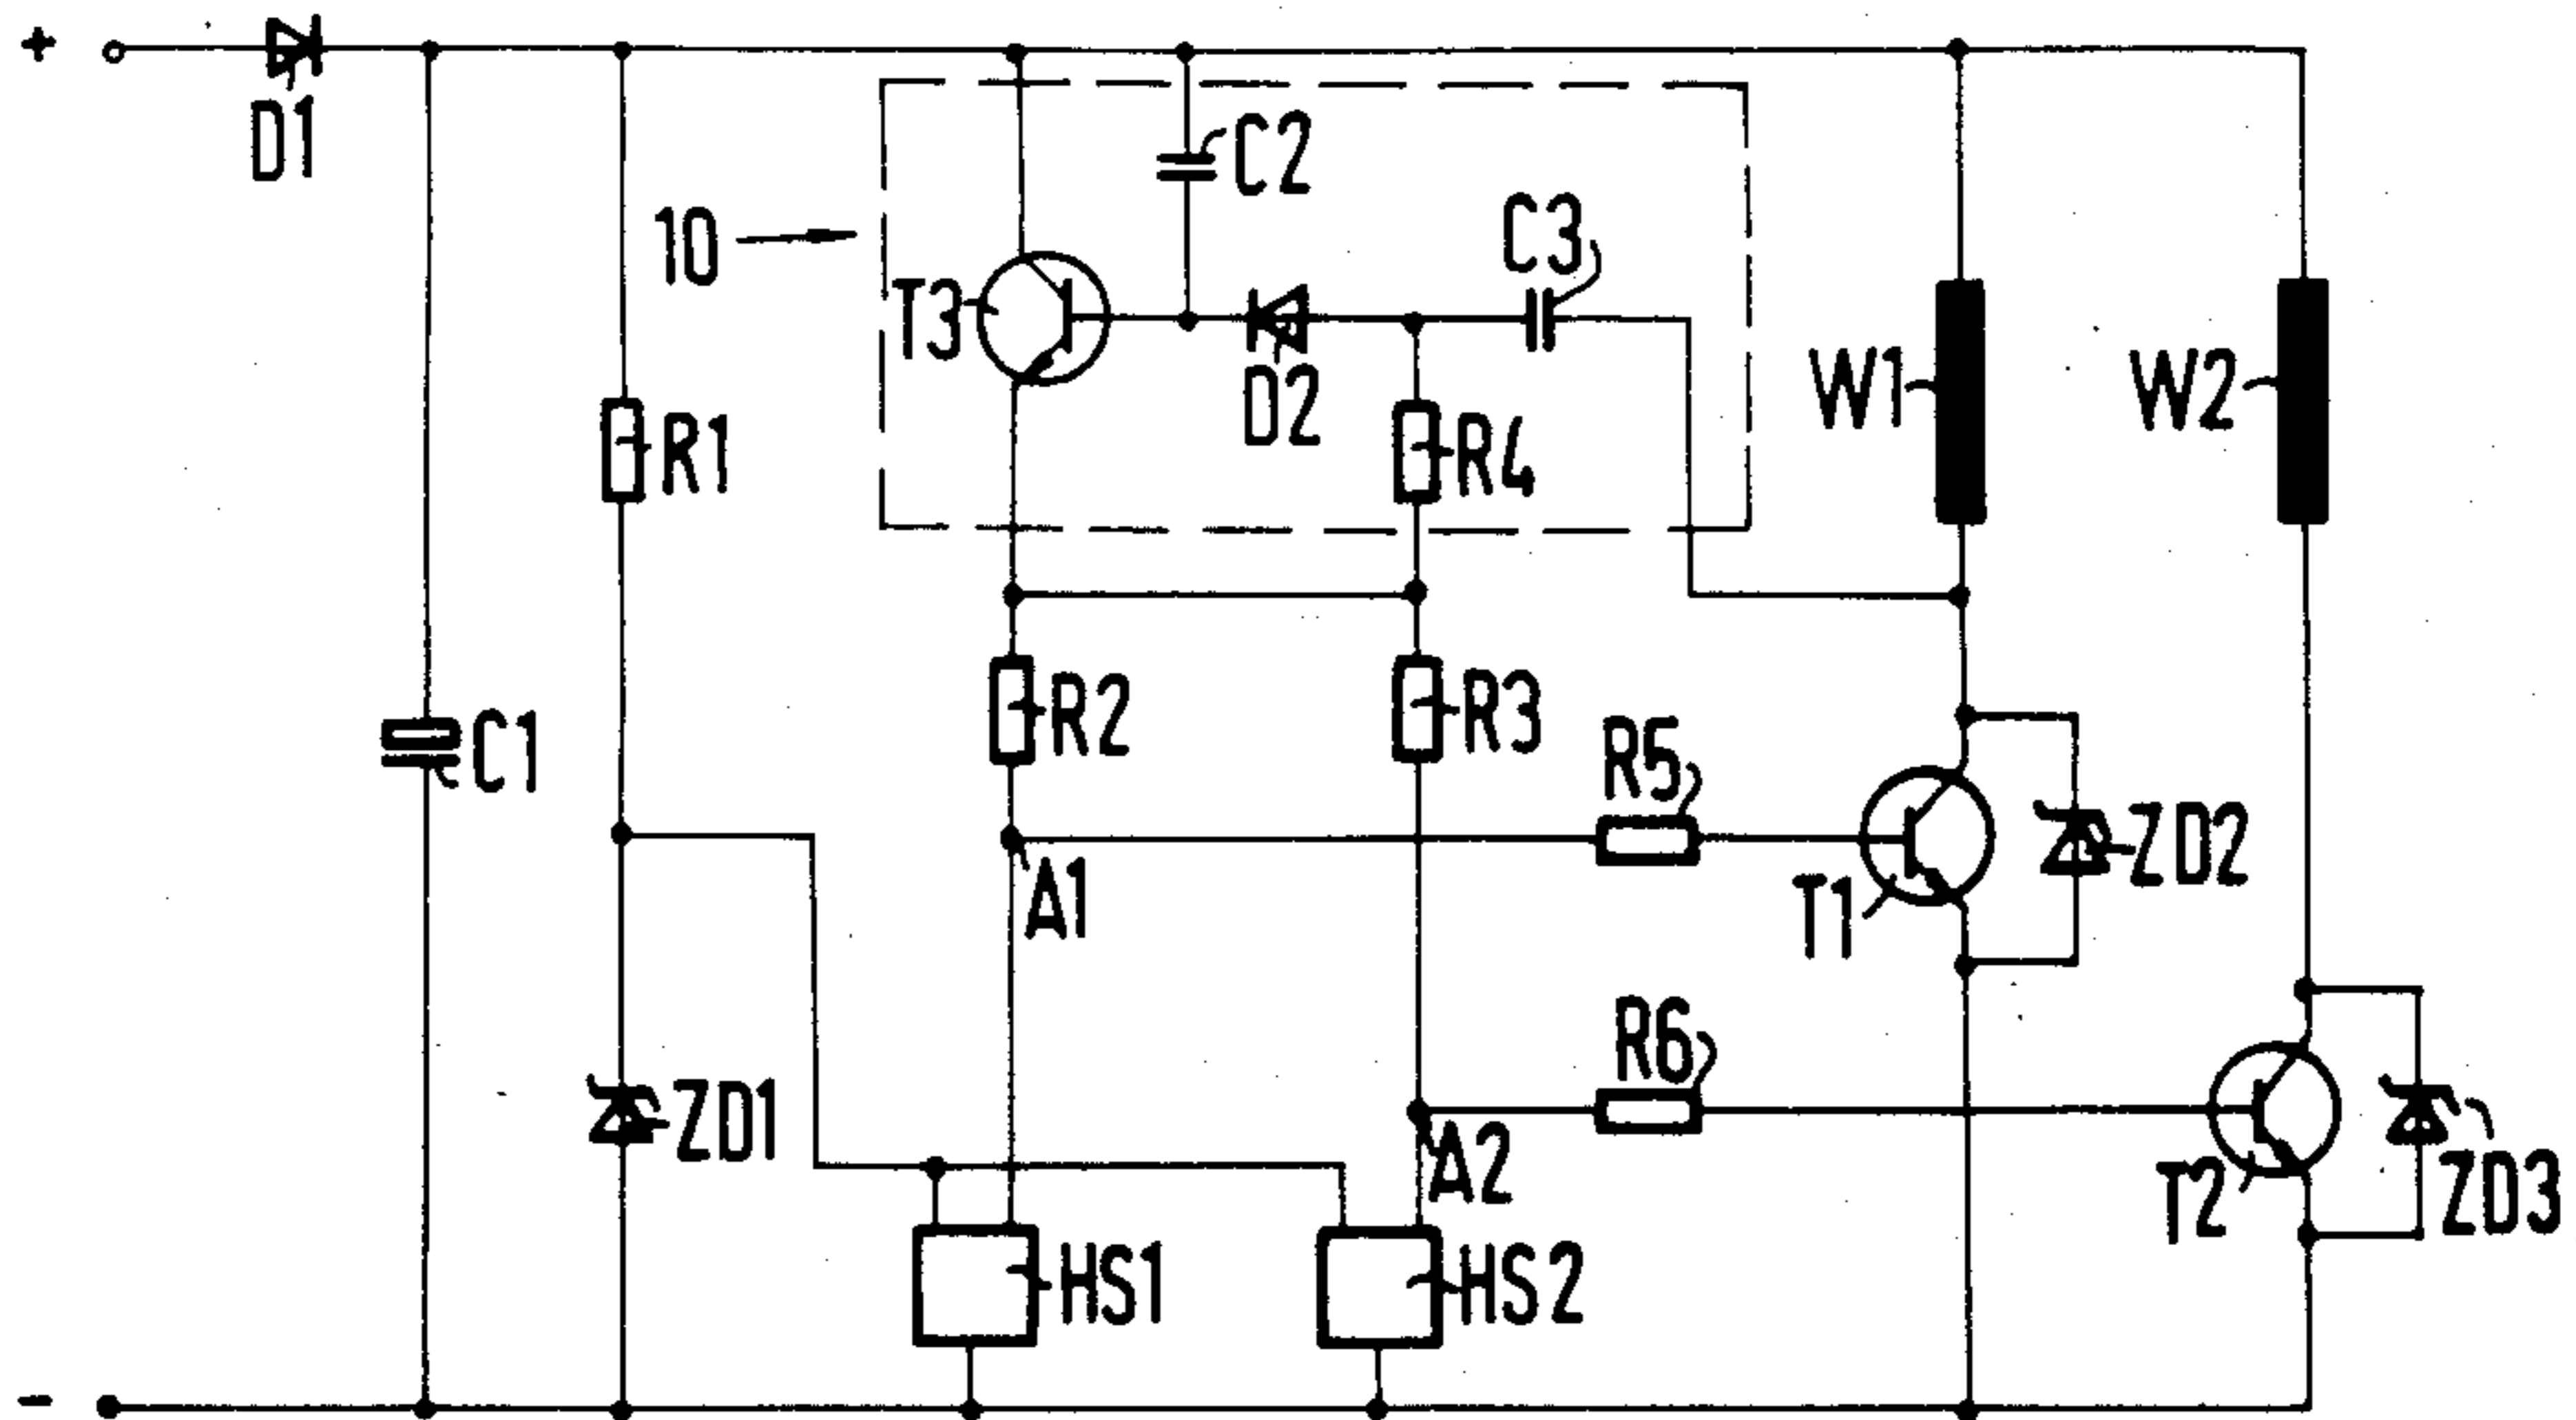 +
D1
C2
10
C3
T3
D2
W1
W2
R1
R4
C1
R2
R3
R5
ZD2
A1
T1
R6
ZD1
A2
T2
ZD3
HS1
HS2
-